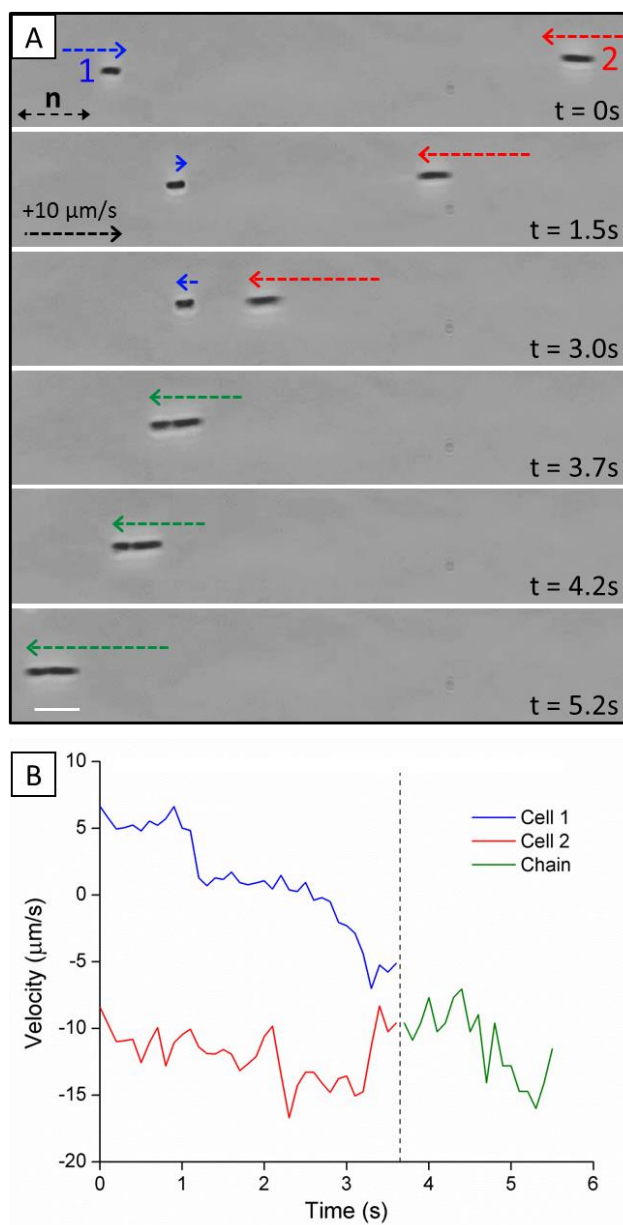 A
1
2
n
t = 0s
+10 µm/s
t = 1.5s
t = 3.0s
t = 3.7s
t = 4.2s
t = 5.2s
B
10
5
0
-5
-10
-15
-20
Velocity (µm/s)
Cell 1
Cell 2
Chain
0
1
2
3
4
5
6
Time (s)